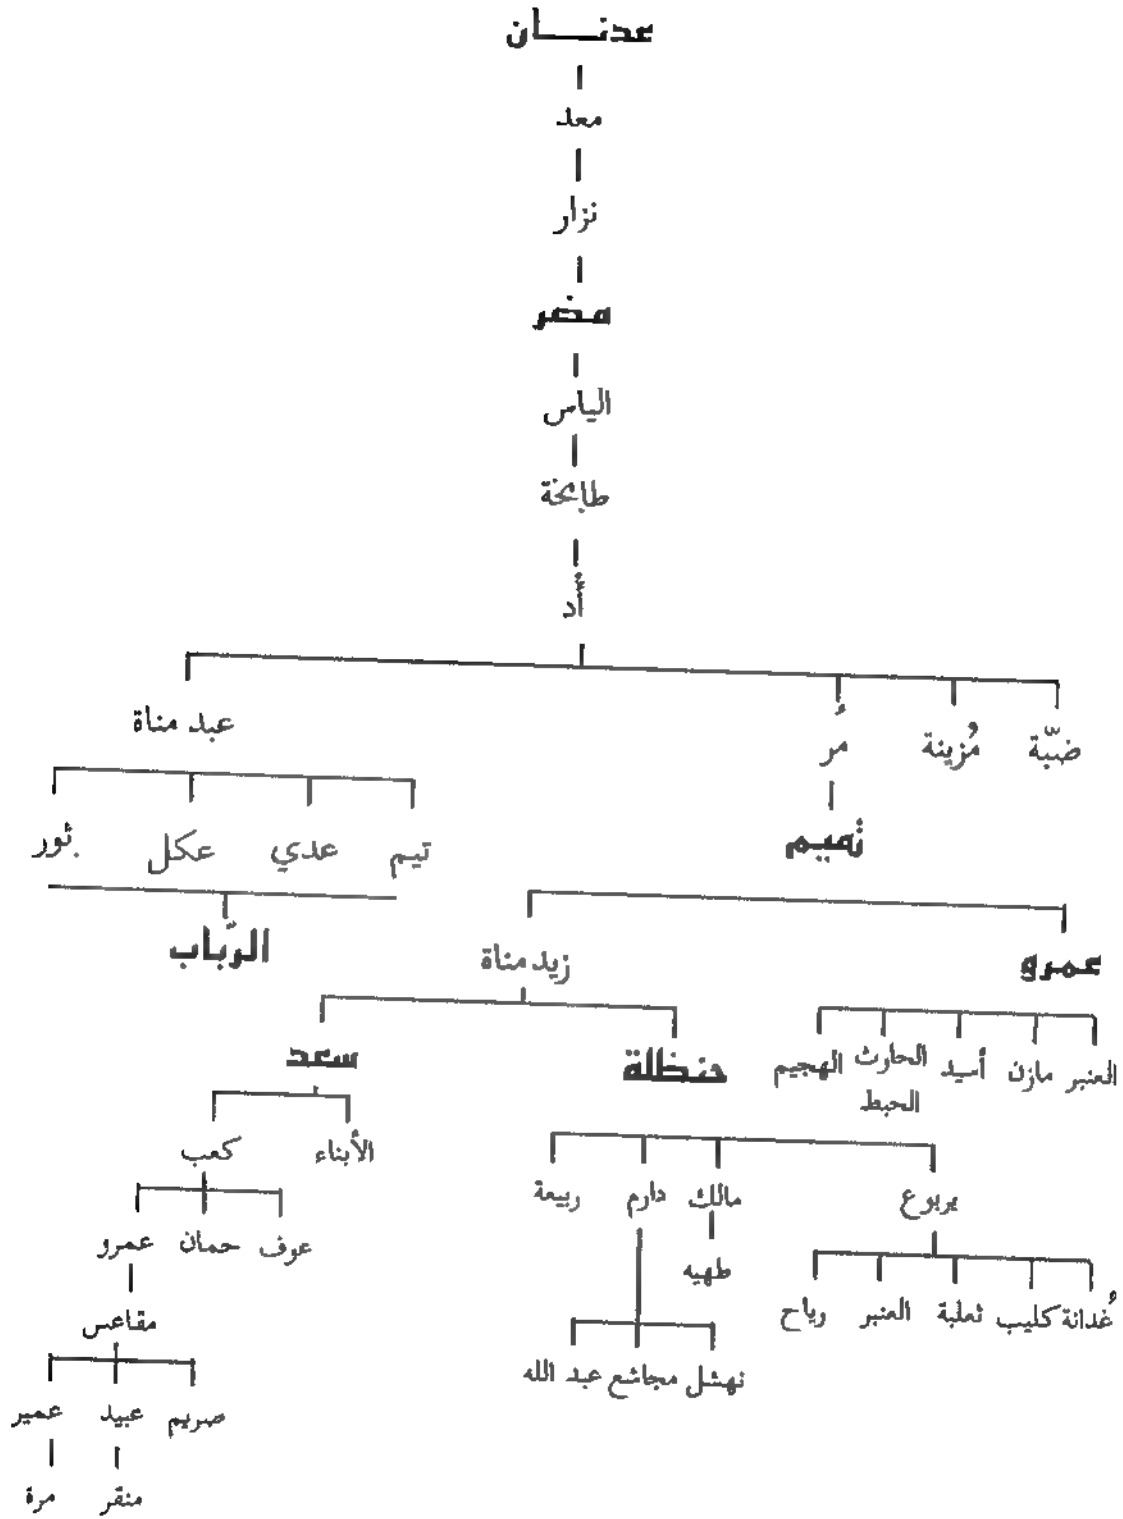 عدنـــان
معد
نزار
مضر
الياس
طابخة
أُد
ضبّة مُزينة مُر عبد مناة
تميم
تيم عدي عكل ثور
الرّباب
عمرو زيد مناة
العنبر مازن أسيد الحارث الهجيم
الحبط
حنظلة سعد
الأبناء كعب
يربوع مالك دارم ربيعة
عوف حمان عمرو
طهيه
غُدانة كليب ثعلبة العنبر رياح
مقاعس
نهشل مجاشع عبد الله
صريم عبيد عمير
منقر مرة